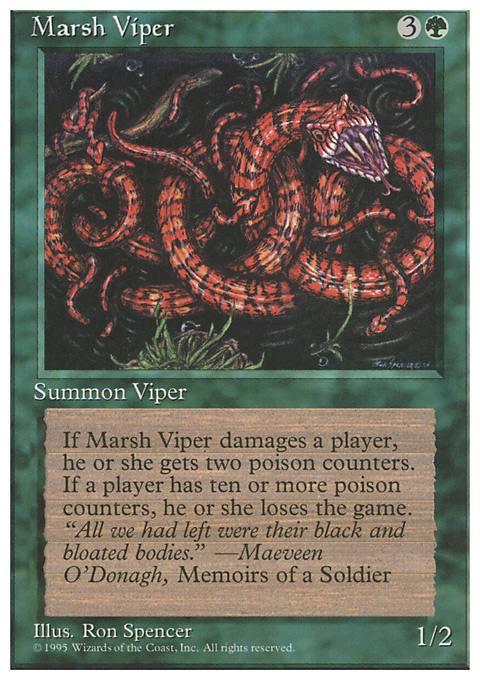 Marsh Viper 3
Summon Viper
If Marsh Viper damages a player,
he or she gets two poison counters.
If a player has ten or more poison
counters, he or she loses the game.
“All we had left were their black and
bloated bodies.” —Maeveen
O’Donagh, Memoirs of a Soldier
Illus. Ron Spencer
© 1995 Wizards of the Coast, Inc. All rights reserved.
1/2